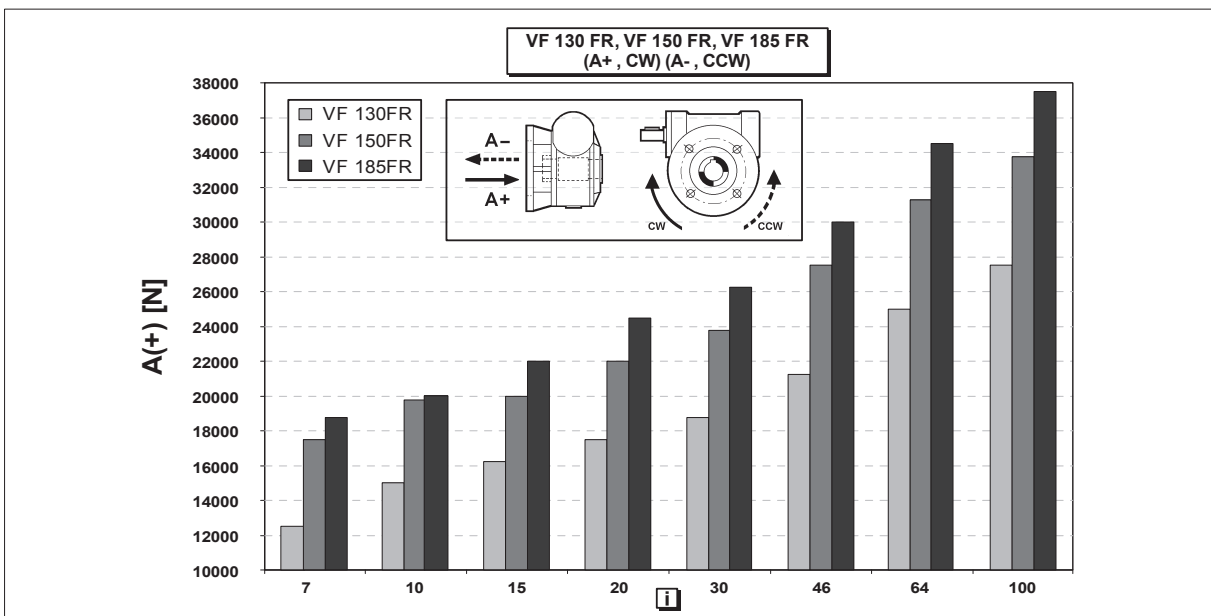 VF 130 FR, VF 150 FR, VF 185 FR
(A+ , CW) (A- , CCW)
A(+) [N]
38000
36000
34000
32000
30000
28000
26000
24000
22000
20000
18000
16000
14000
12000
10000
VF 130FR
VF 150FR
VF 185FR
A–
A+
CW
CCW
7 10 15 20 30 46 64 100
i